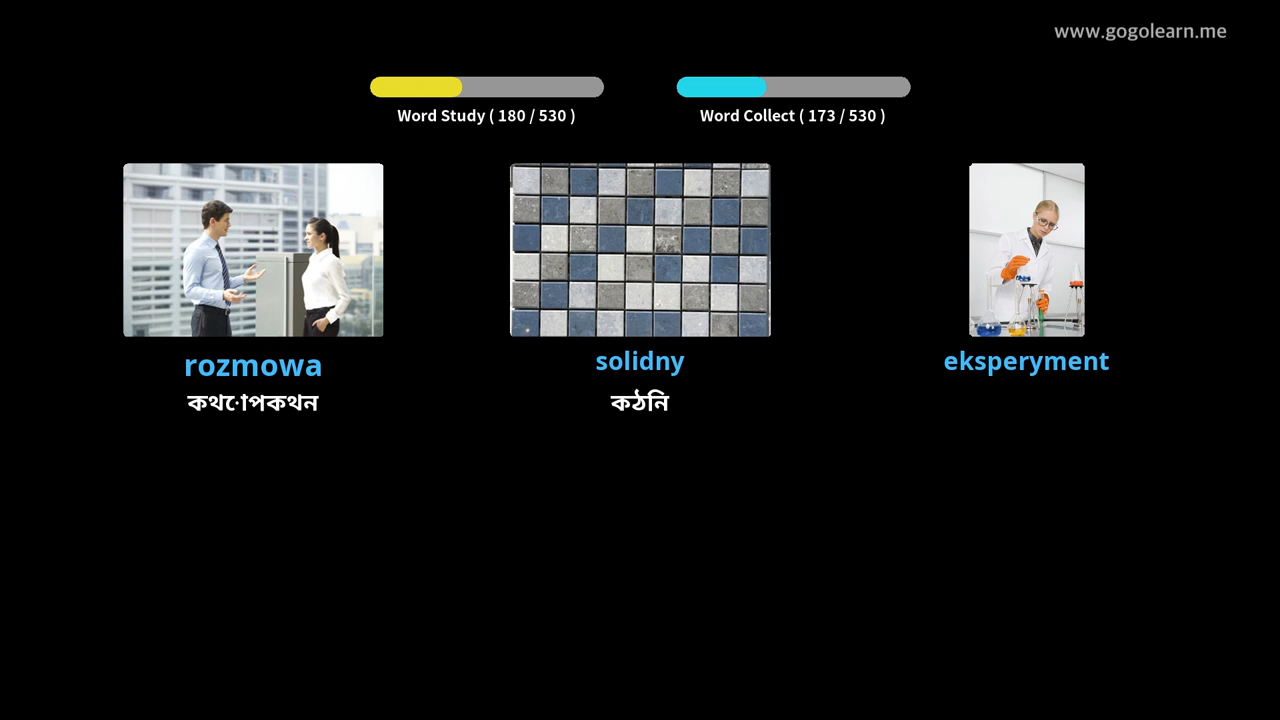 www.gogolearn.me
Word Study ( 180 / 530 )
Word Collect ( 173 / 530 )
rozmowa
solidny
eksperyment
কথোপকথন
কঠিন